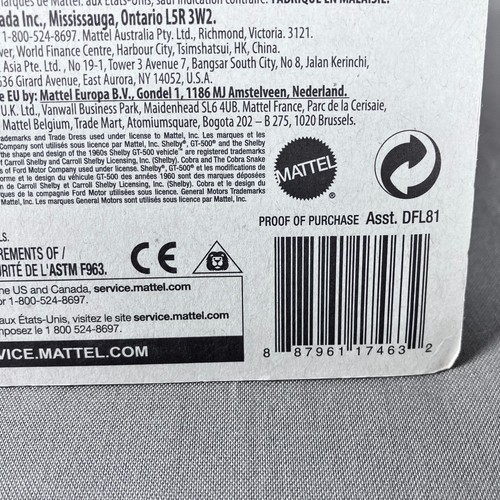 marques de Mattel. aux États-Unis, sauf indication contraire. FABRIQUÉ EN MALAISIE.
ada Inc., Mississauga, Ontario L5R 3W2.
1-800-524-8697. Mattel Australia Pty. Ltd., Richmond, Victoria. 3121.
ower, World Finance Centre, Harbour City, Tsimshatsui, HK, China.
Asia Pte. Ltd., No 19-1, Tower 3 Avenue 7, Bangsar South City, No 8, Jalan Kerinchi,
636 Girard Avenue, East Aurora, NY 14052, U.S.A.
e EU by: Mattel Europa B.V., Gondel 1, 1186 MJ Amstelveen, Nederland.
U.K. Ltd., Vanwall Business Park, Maidenhead SL6 4UB. Mattel France, Parc de la Cerisaie,
Mattel Belgium, Trade Mart, Atomiumsquare, Bogota 202 – B 275, 1020 Brussels.
rademarks and Trade Dress used under license to Mattel. Les marques et les
Company sont utilisés sous licence par Mattel. Shelby®, GT-500® and the Shelby
the shape and design of the 1960s Shelby GT-500 vehicle™ are registered trademarks
f Carroll Shelby and Carroll Shelby Licensing, Inc. (Shelby). Cobra and the Cobra Snake
s of Ford Motor Company used under license. Shelby®, GT-500® et les modifications de
forme et le design du véhicule GT-500 des années 1960 sont des marques déposées
n de Carroll Shelby et Carroll Shelby Licensing, Inc. (Shelby). Cobra et le design du
ques de la compagnie Ford Motor utilisés sous licence. General Motors Trademarks
Mattel, Inc. Les marques General Motors sont utilisés sous licence par Mattel, Inc.
MATTEL
PROOF OF PURCHASE Asst. DFL81
LS.
REMENTS OF /
URITÉ DE L'ASTM F963.
CE
he US and Canada, service.mattel.com
or 1-800-524-8697.
aux États-Unis, visitez le site service.mattel.com
mposez le 1 800 524-8697.
VICE.MATTEL.COM
8 87961 17463 2